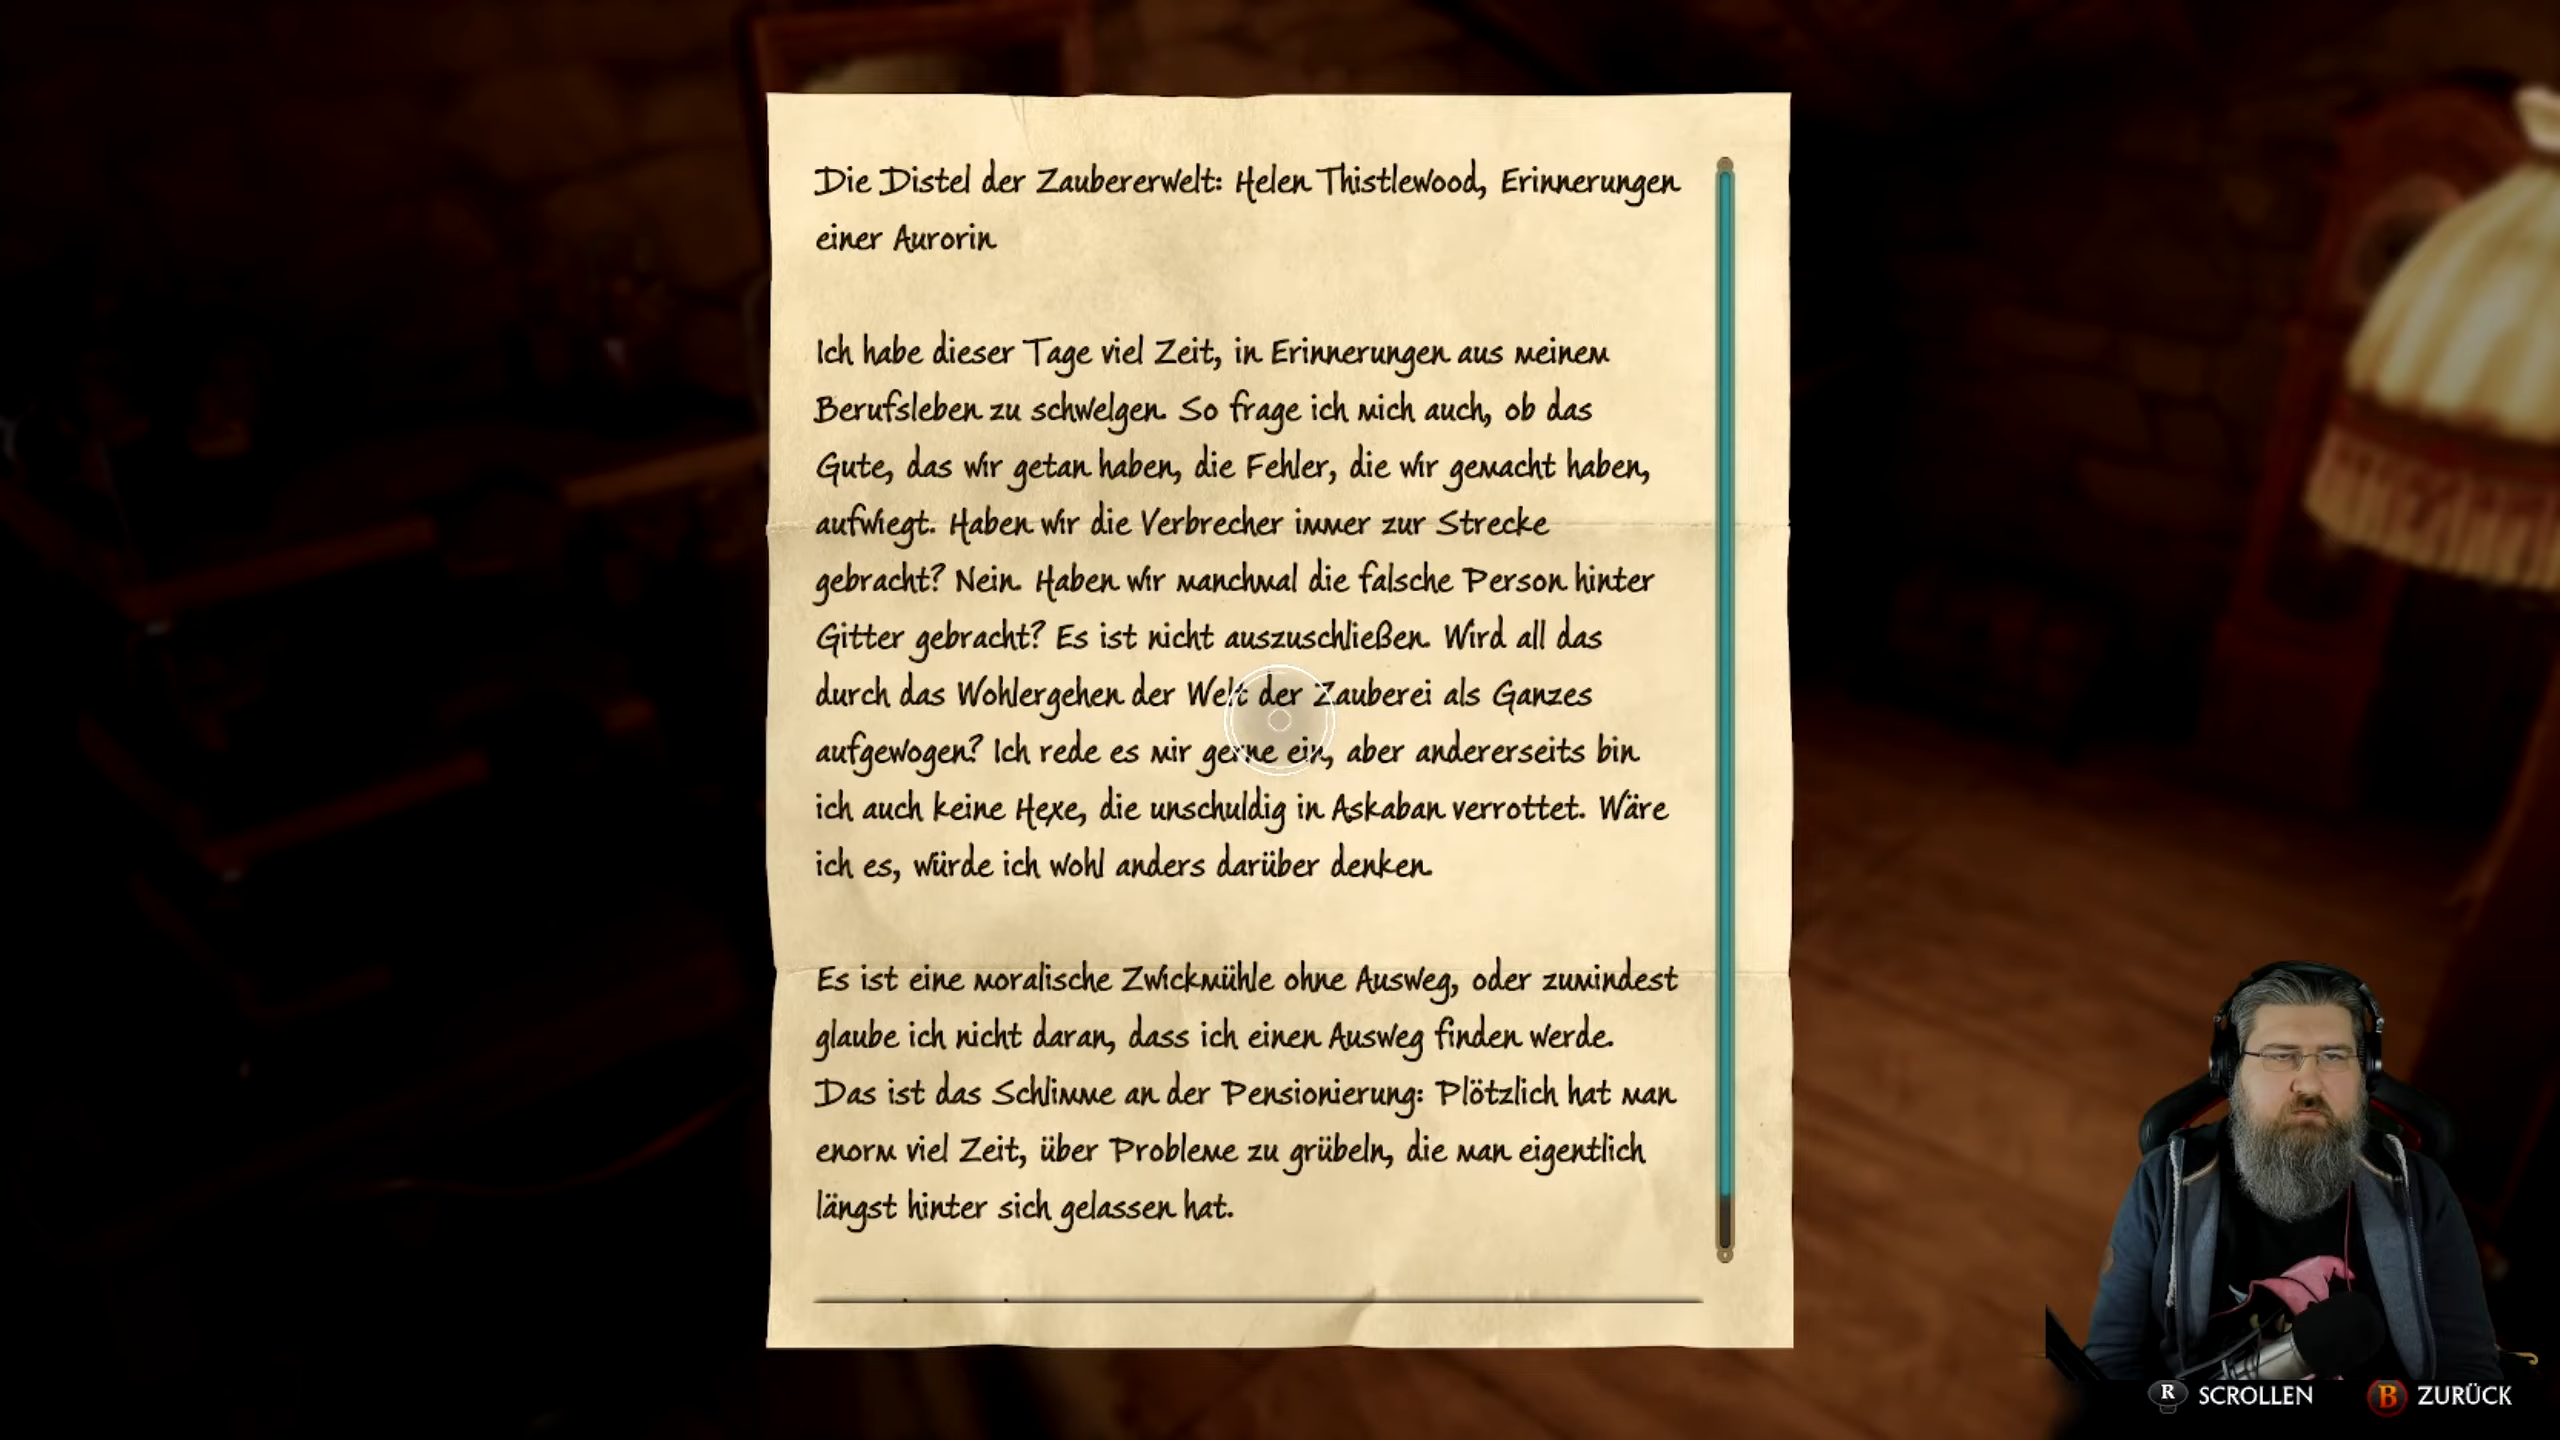 Die Distel der Zaubererwelt: Helen Thistlewood, Erinnerungen
einer Aurorin
Ich habe dieser Tage viel Zeit, in Erinnerungen aus meinem
Berufsleben zu schwelgen. So frage ich mich auch, ob das
Gute, das wir getan haben, die Fehler, die wir gemacht haben,
aufwiegt. Haben wir die Verbrecher immer zur Strecke
gebracht? Nein. Haben wir manchmal die falsche Person hinter
Gitter gebracht? Es ist nicht auszuschließen. Wird all das
durch das Wohlergehen der Welt der Zauberei als Ganzes
aufgewogen? Ich rede es mir gerne ein, aber andererseits bin
ich auch keine Hexe, die unschuldig in Askaban verrottet. Wäre
ich es, würde ich wohl anders darüber denken.
Es ist eine moralische Zwickmühle ohne Ausweg, oder zumindest
glaube ich nicht daran, dass ich einen Ausweg finden werde.
Das ist das Schlimme an der Pensionierung: Plötzlich hat man
enorm viel Zeit, über Probleme zu grübeln, die man eigentlich
längst hinter sich gelassen hat.
R SCROLLEN B ZURÜCK